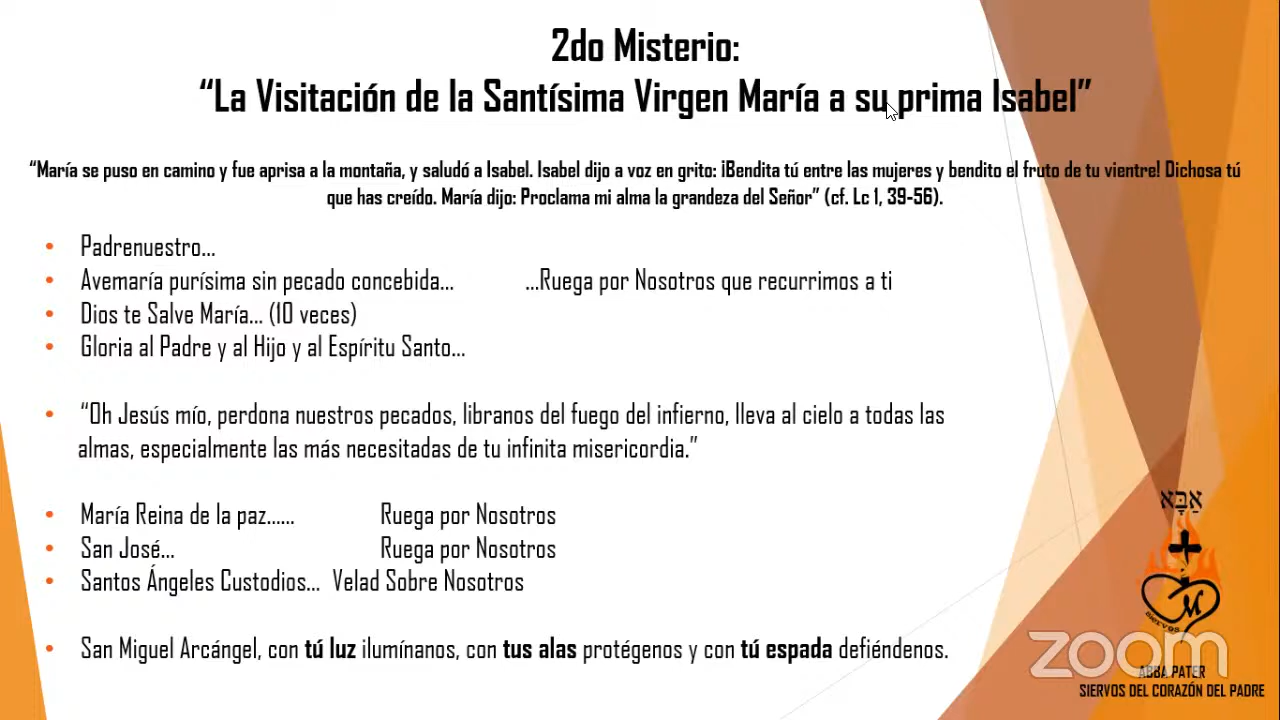 2do Misterio:
“La Visitación de la Santísima Virgen María a su prima Isabel”
“María se puso en camino y fue aprisa a la montaña, y saludó a Isabel. Isabel dijo a voz en grito: ¡Bendita tú entre las mujeres y bendito el fruto de tu vientre! Dichosa tú
que has creído. María dijo: Proclama mi alma la grandeza del Señor” (cf. Lc 1, 39-56).
• Padrenuestro...
• Avemaría purísima sin pecado concebida... ...Ruega por Nosotros que recurrimos a ti
• Dios te Salve María... (10 veces)
• Gloria al Padre y al Hijo y al Espíritu Santo...
• “Oh Jesús mío, perdona nuestros pecados, libranos del fuego del infierno, lleva al cielo a todas las
almas, especialmente las más necesitadas de tu infinita misericordia.”
• María Reina de la paz...... Ruega por Nosotros
• San José... Ruega por Nosotros
• Santos Ángeles Custodios... Velad Sobre Nosotros
• San Miguel Arcángel, con tú luz ilumínanos, con tus alas protégenos y con tú espada defiéndenos.
אַבָּא
M
siervos
zoom
ABBA PATER
SIERVOS DEL CORAZÓN DEL PADRE